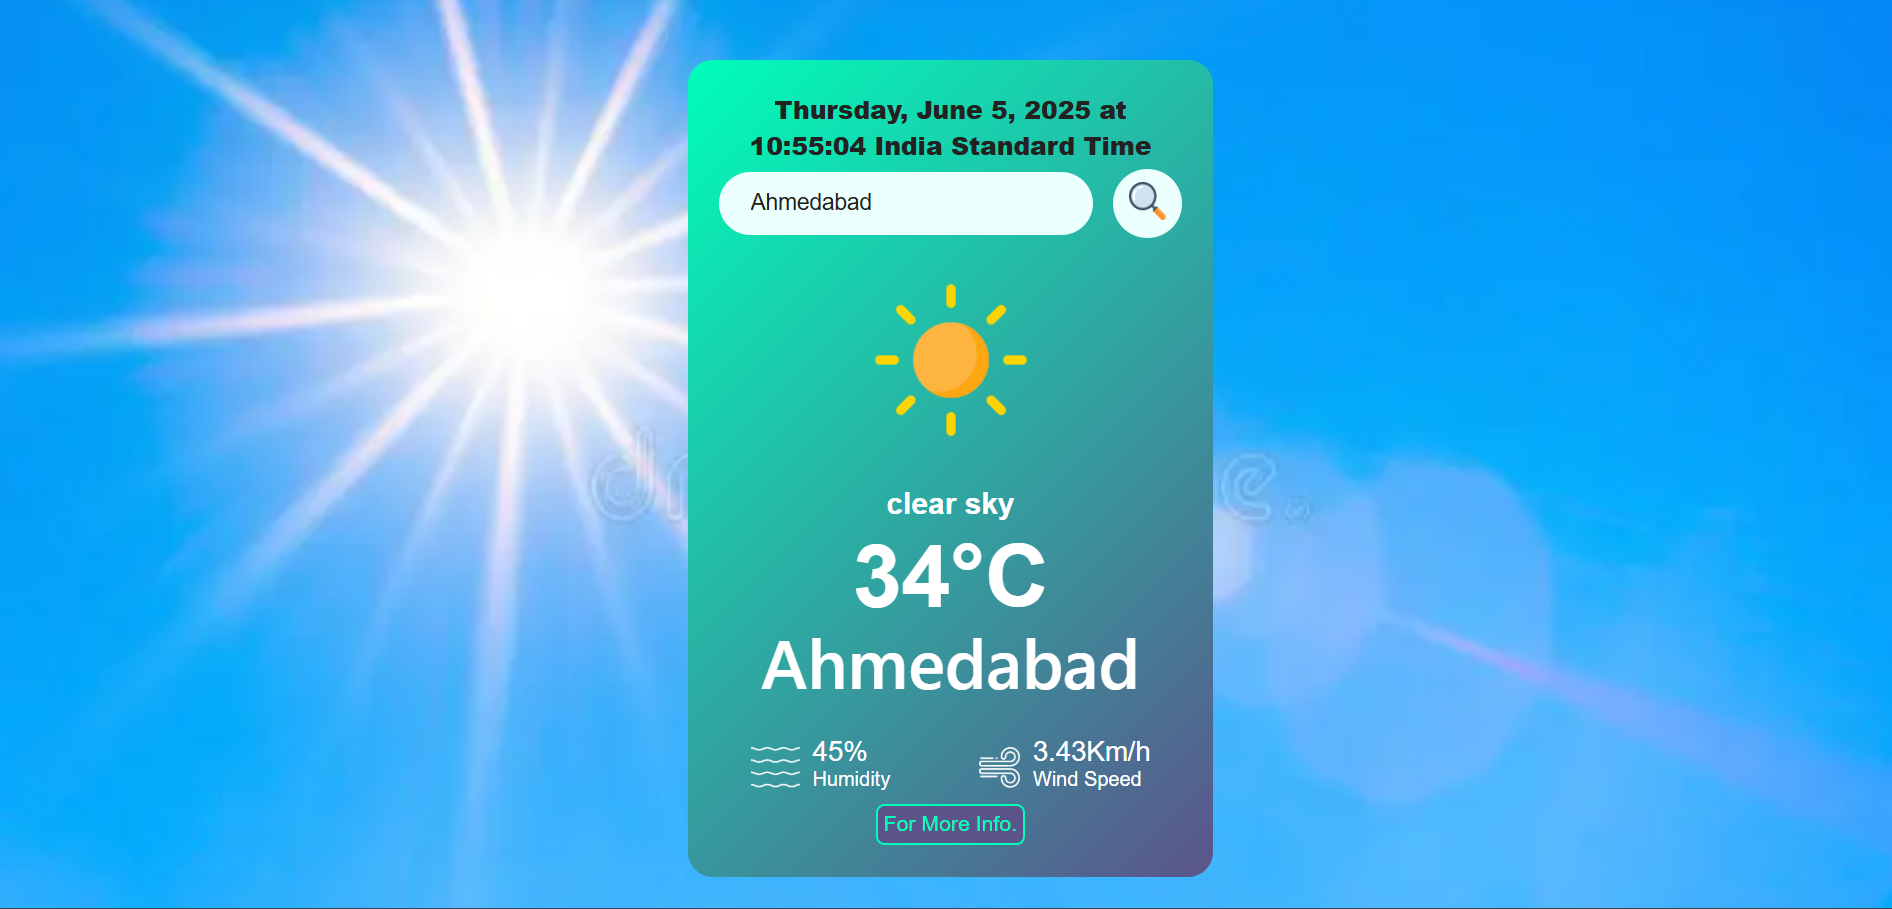 Thursday, June 5, 2025 at
10:55:04 India Standard Time
Ahmedabad
clear sky
34°C
Ahmedabad
45%
Humidity
3.43Km/h
Wind Speed
For More Info.